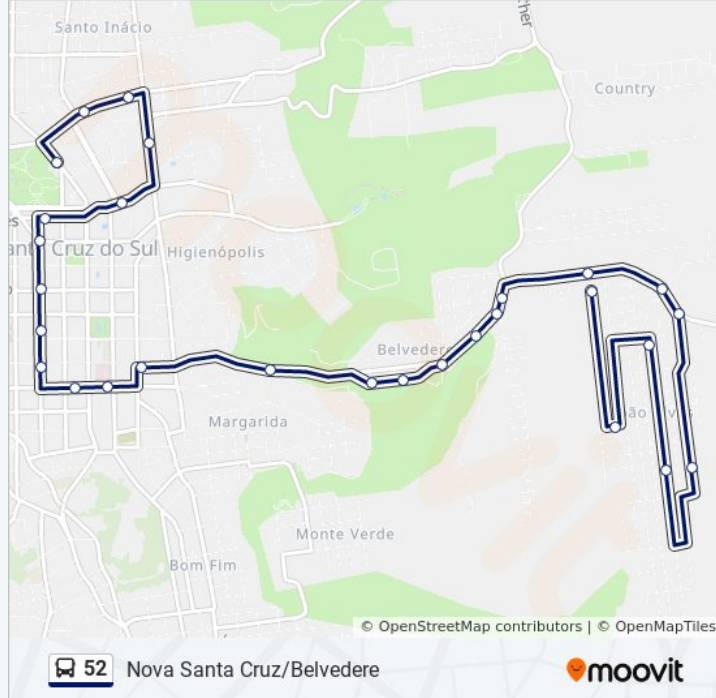 Santo Inácio
Country
Cruz do Sul
Higienópolis
Belvedere
Margarida
Monte Verde
Bom Fim
© OpenStreetMap contributors | © OpenMapTiles
52 Nova Santa Cruz/Belvedere
moovit